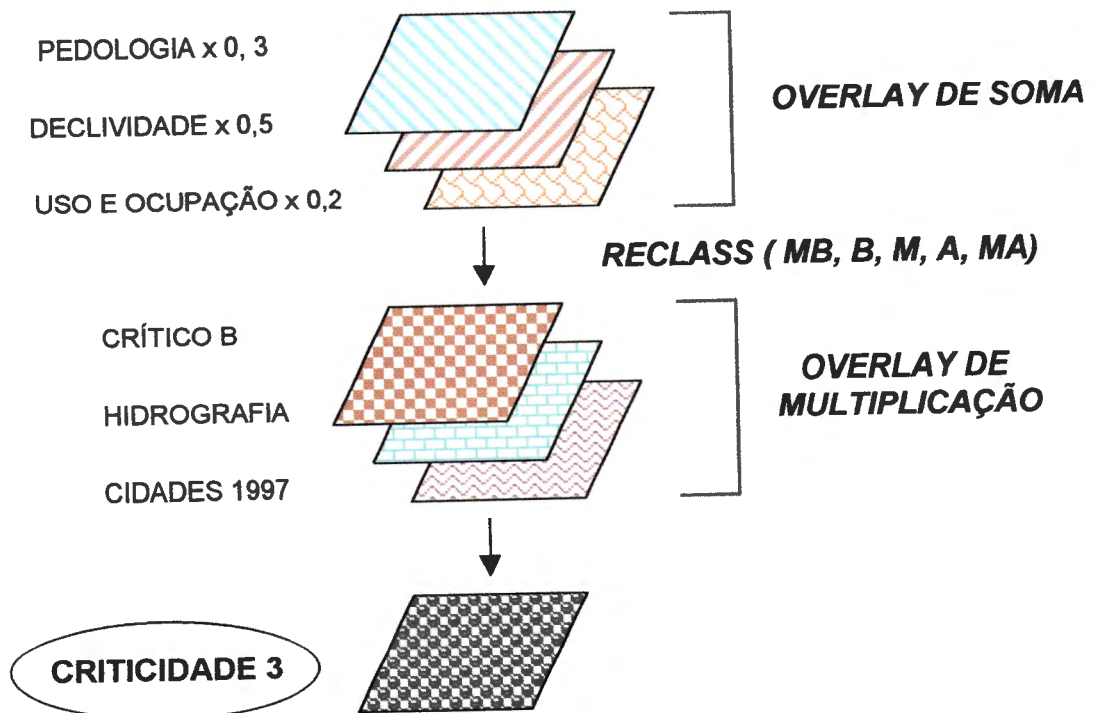 PEDOLOGIA x 0, 3
DECLIVIDADE x 0,5
USO E OCUPAÇÃO x 0,2
OVERLAY DE SOMA
RECLASS ( MB, B, M, A, MA)
CRÍTICO B
HIDROGRAFIA
CIDADES 1997
OVERLAY DE
MULTIPLICAÇÃO
CRITICIDADE 3